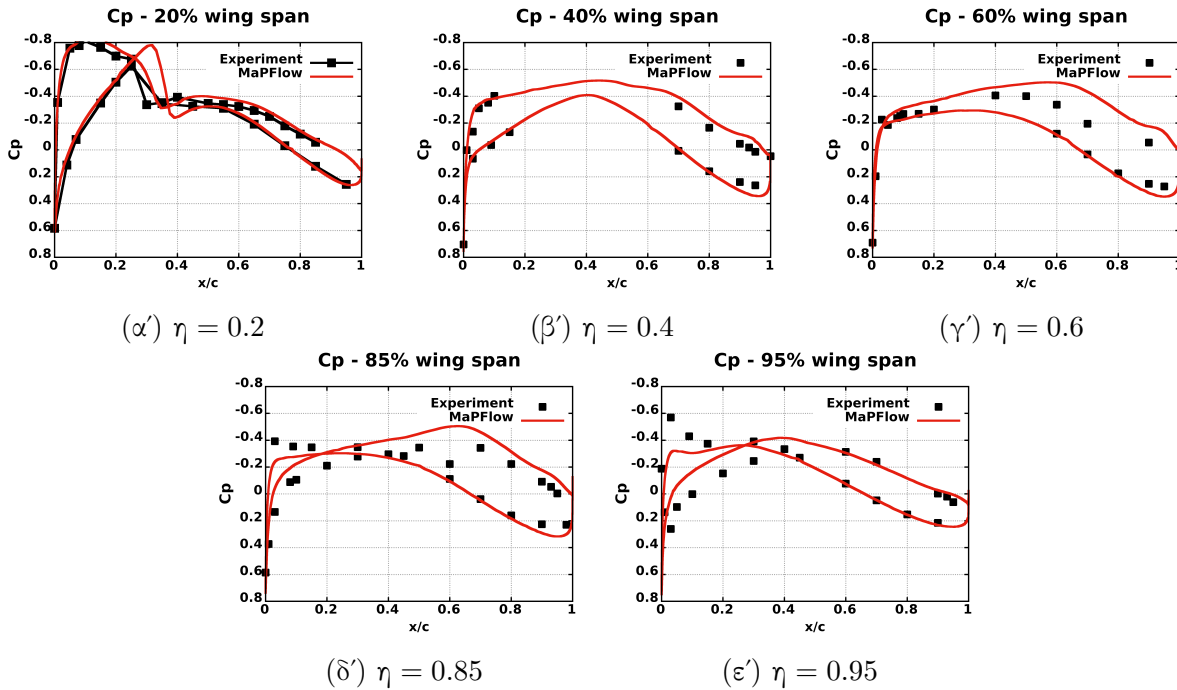 Cp - 20% wing span
Experiment
MaPFlow
-0.8
-0.6
-0.4
-0.2
0
0.2
0.4
0.6
0.8
Cp
0 0.2 0.4 0.6 0.8 1
x/c
(α′) η = 0.2
Cp - 40% wing span
Experiment
MaPFlow
-0.8
-0.6
-0.4
-0.2
0
0.2
0.4
0.6
0.8
Cp
0 0.2 0.4 0.6 0.8 1
x/c
(β′) η = 0.4
Cp - 60% wing span
Experiment
MaPFlow
-0.8
-0.6
-0.4
-0.2
0
0.2
0.4
0.6
0.8
Cp
0 0.2 0.4 0.6 0.8 1
x/c
(γ′) η = 0.6
Cp - 85% wing span
Experiment
MaPFlow
-0.8
-0.6
-0.4
-0.2
0
0.2
0.4
0.6
0.8
Cp
0 0.2 0.4 0.6 0.8 1
x/c
(δ′) η = 0.85
Cp - 95% wing span
Experiment
MaPFlow
-0.8
-0.6
-0.4
-0.2
0
0.2
0.4
0.6
0.8
Cp
0 0.2 0.4 0.6 0.8 1
x/c
(ε′) η = 0.95